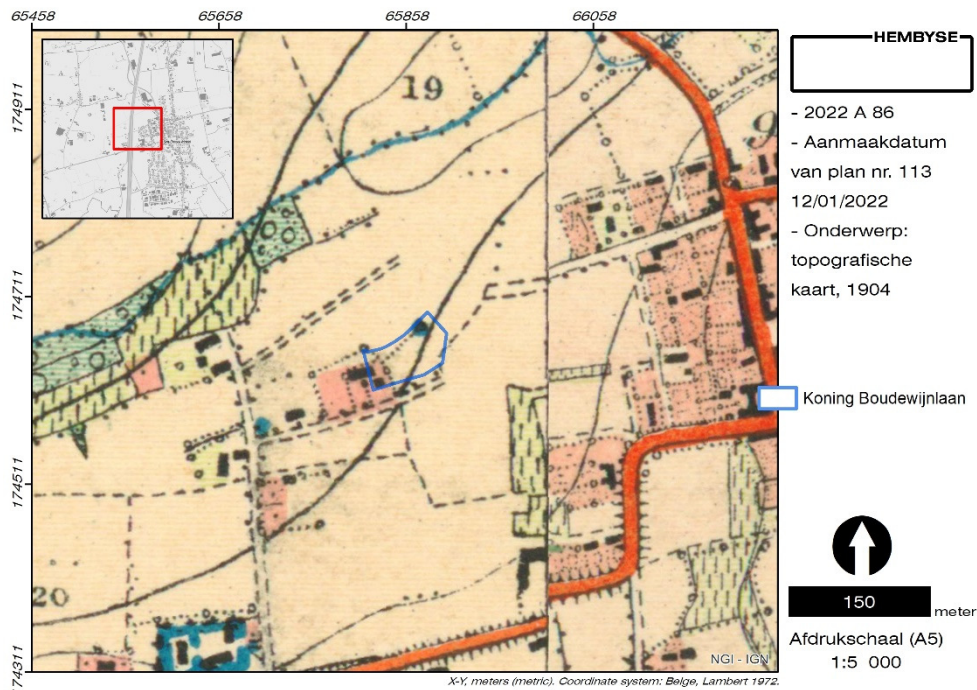 65458
65658
65858
66058
174911
174711
174511
174311
19
20
HEMBYSE
- 2022 A 86
- Aanmaakdatum
van plan nr. 113
12/01/2022
- Onderwerp:
topografische
kaart, 1904
Koning Boudewijnlaan
150 meter
Afdrukschaal (A5)
1:5 000
NGI - IGN
X-Y, meters (metric). Coordinate system: Belge, Lambert 1972.